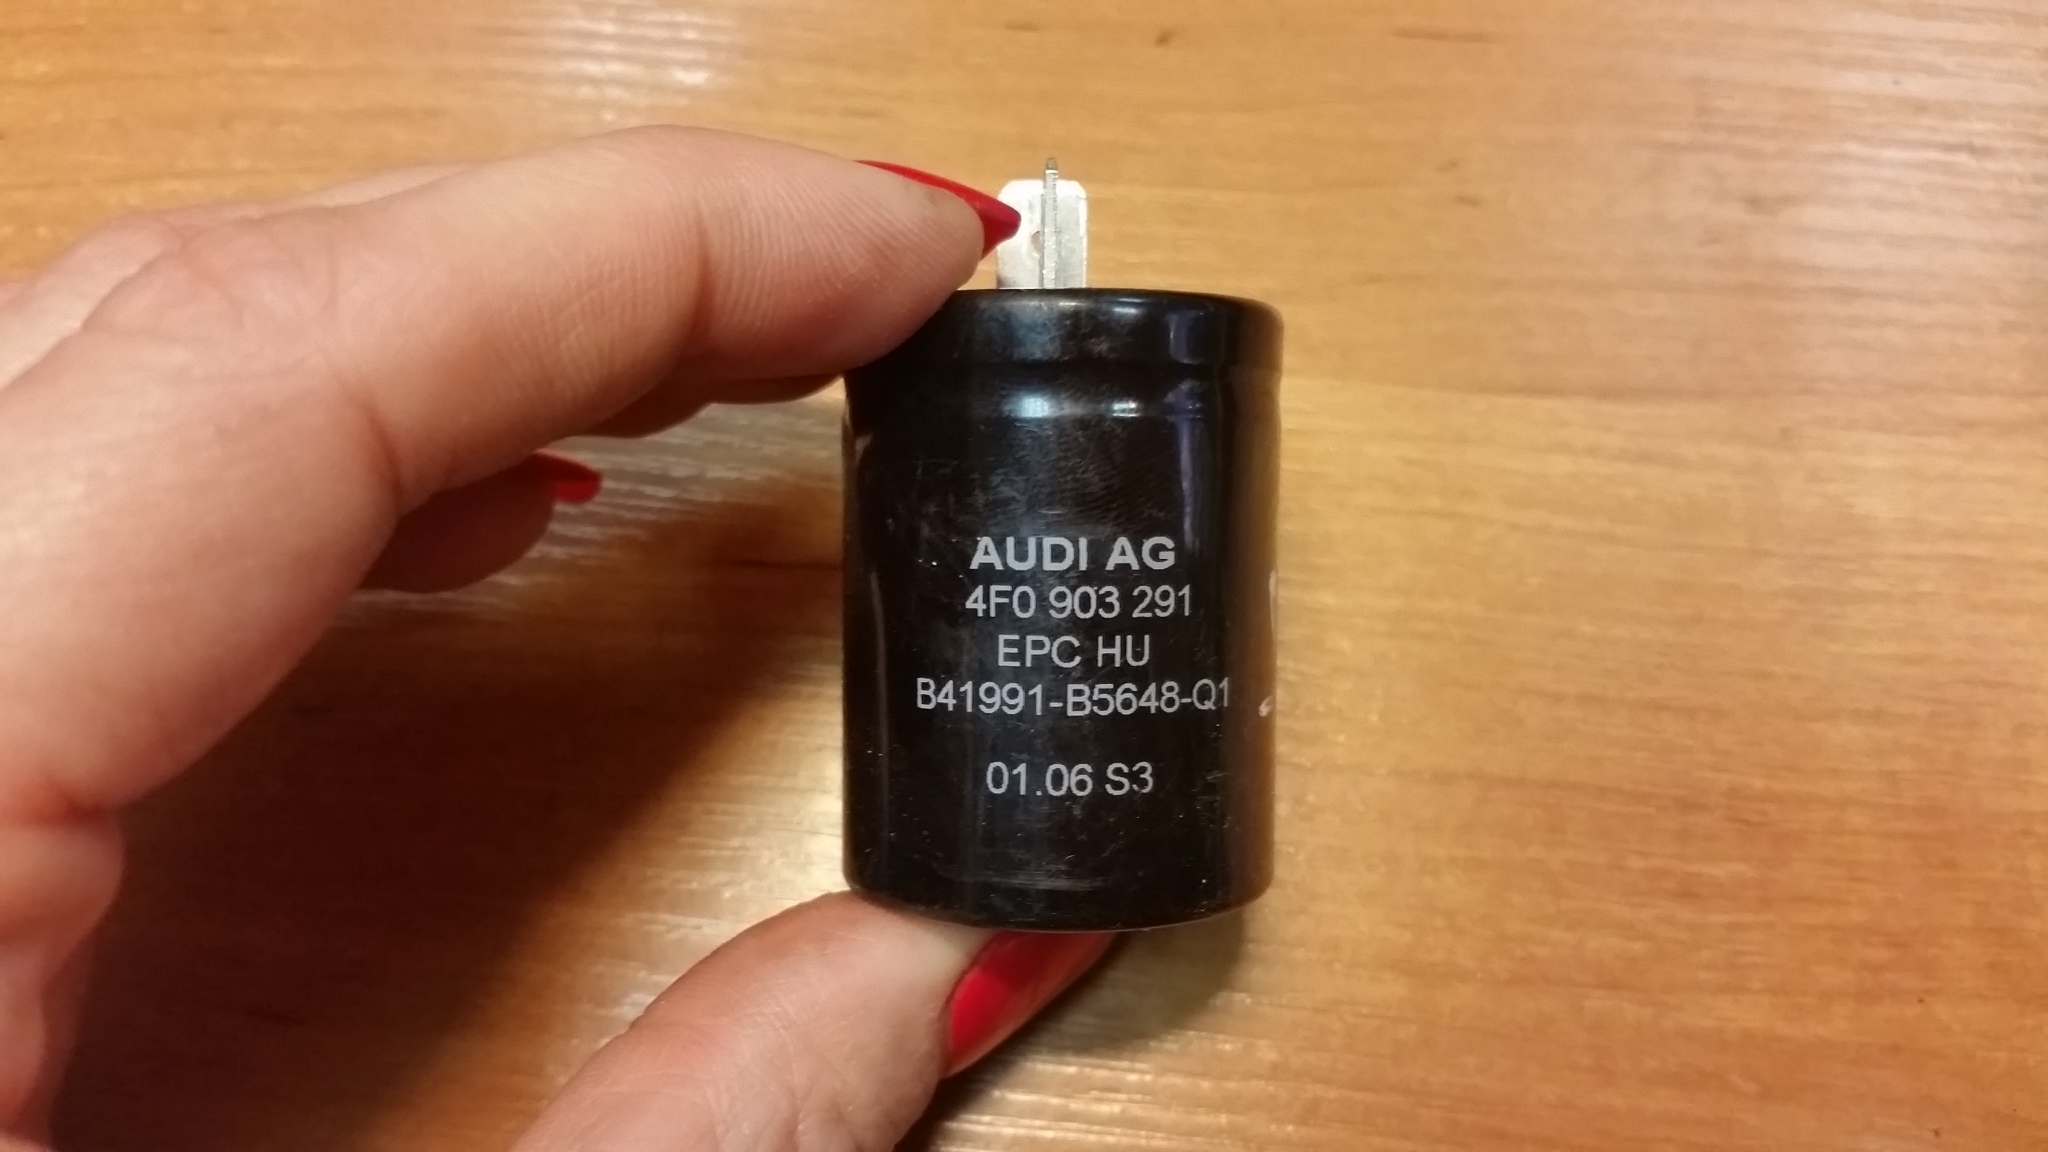 AUDI AG
4F0 903 291
EPC HU
B41991-B5648-Q1
01.06 S3